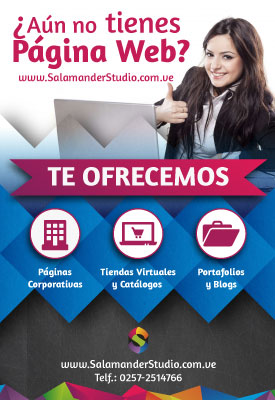 ¿Aún no tienes
Página Web?
www.SalamanderStudio.com.ve
TE OFRECEMOS
Páginas
Corporativas
Tiendas Virtuales
y Catálogos
Portafolios
y Blogs
www.SalamanderStudio.com.ve
Telf.: 0257-2514766